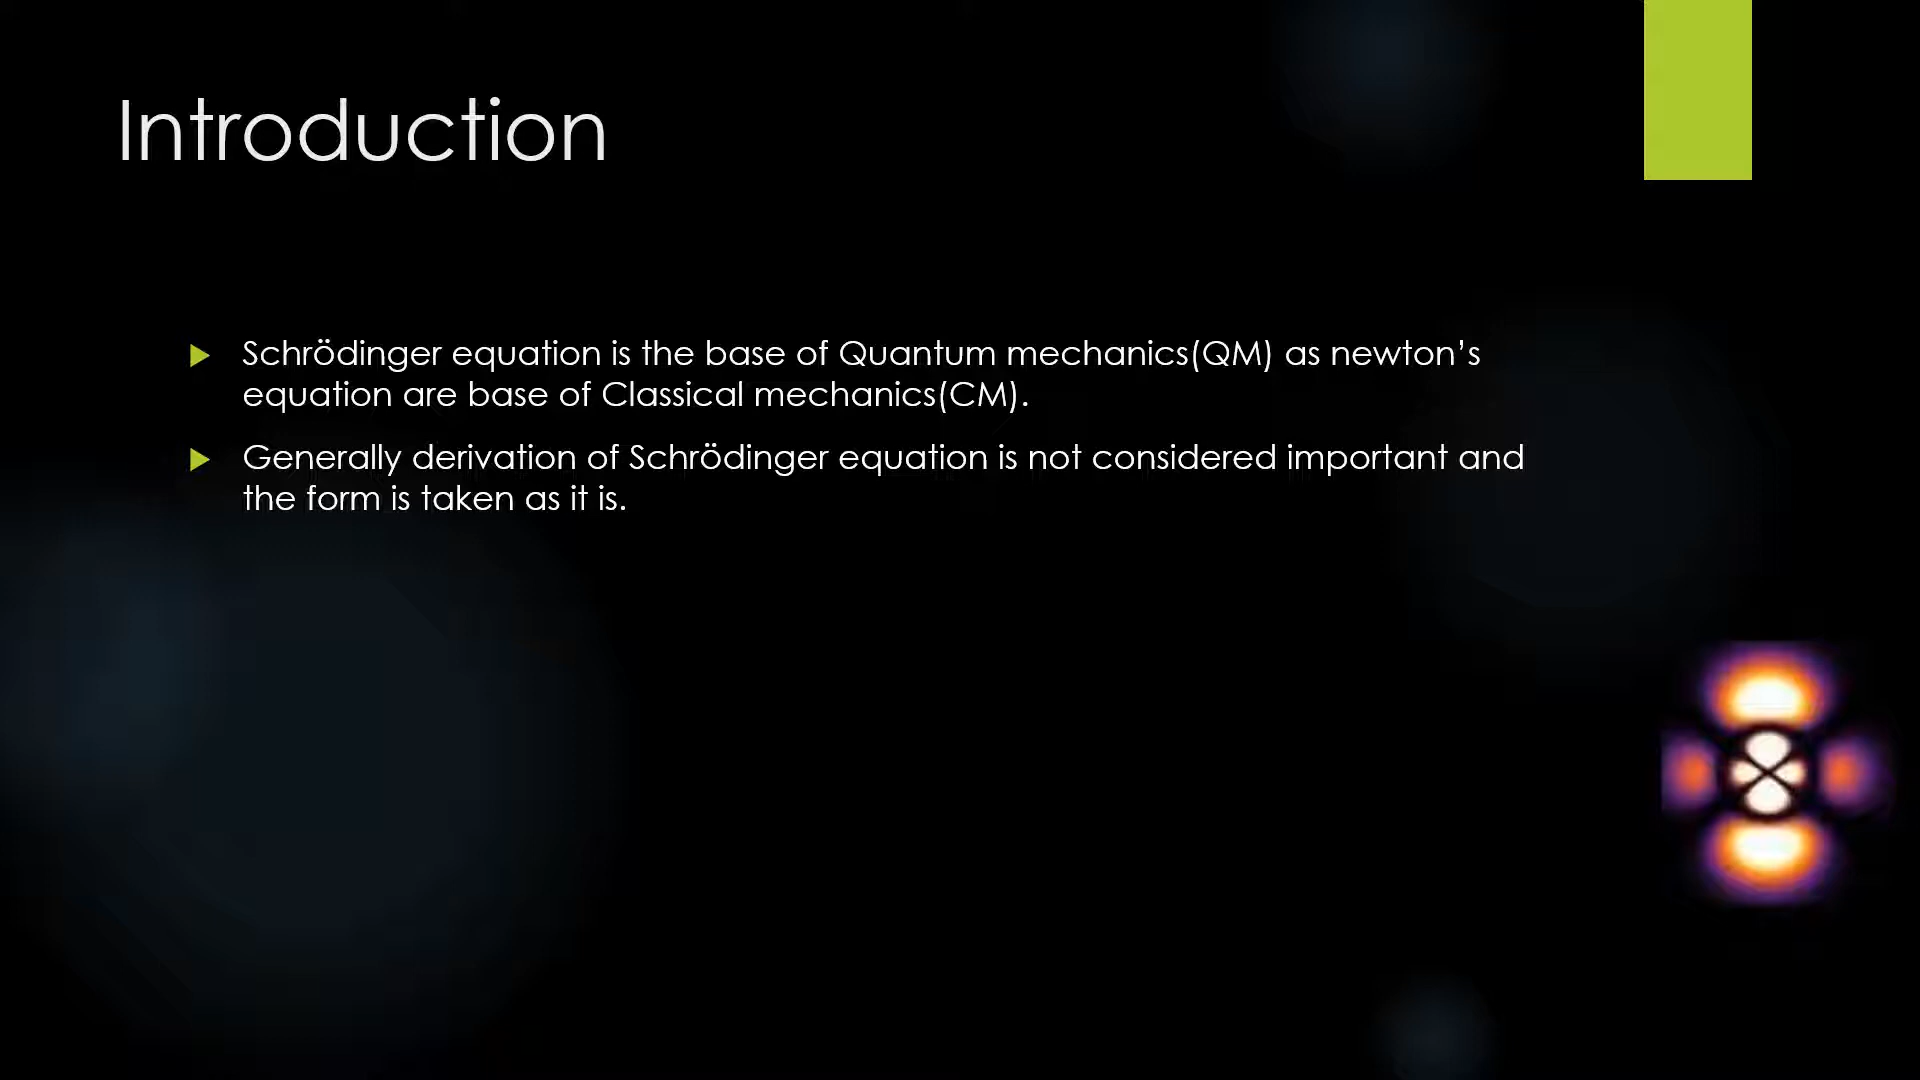 Introduction
Schrödinger equation is the base of Quantum mechanics(QM) as newton’s
equation are base of Classical mechanics(CM).
Generally derivation of Schrödinger equation is not considered important and
the form is taken as it is.